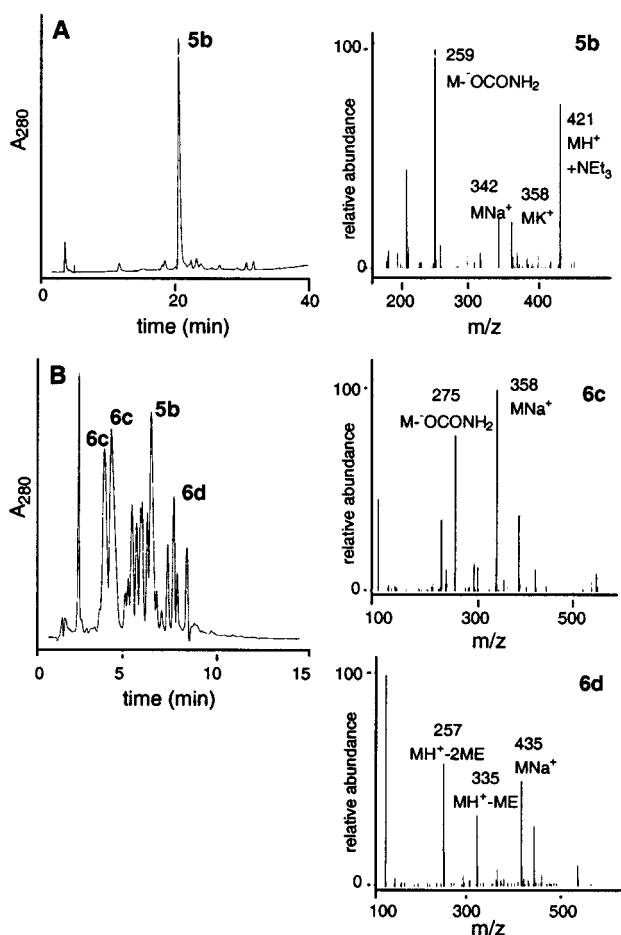 A
5b
A280
0
20
40
time (min)
5b
100
relative abundance
0
259
M-⁻OCONH2
342
MNa⁺
358
MK⁺
421
MH⁺
+NEt3
200
300
400
m/z
B
6c
6c
5b
6d
A280
0
5
10
15
time (min)
6c
100
relative abundance
0
275
M-⁻OCONH2
358
MNa⁺
100
300
500
m/z
6d
100
relative abundance
0
257
MH⁺-2ME
335
MH⁺-ME
435
MNa⁺
100
300
500
m/z